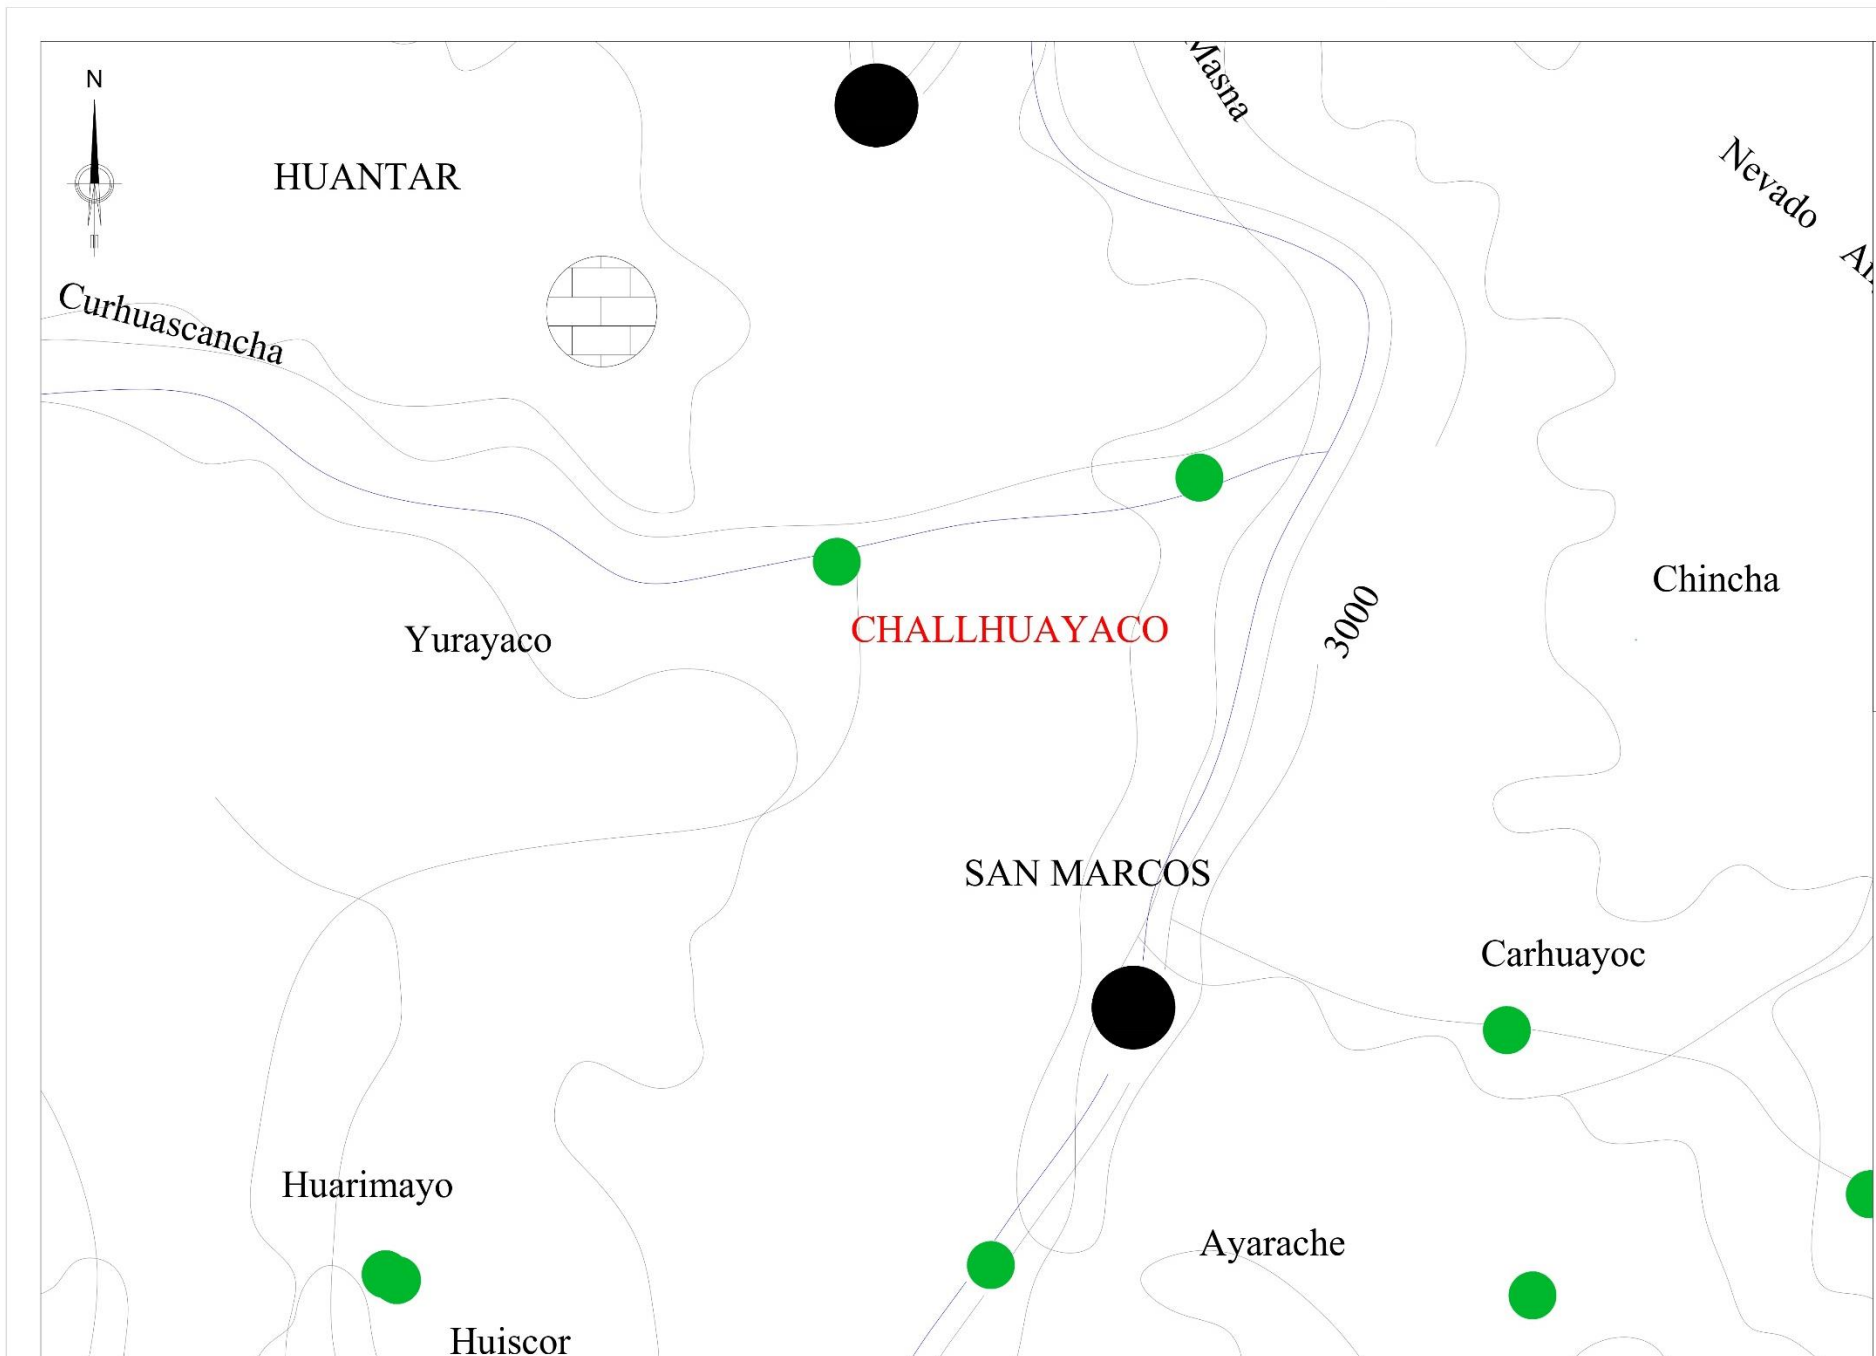 N
Masna
HUANTAR
Nevado
Curhuascancha
Chincha
CHALLHUAYACO
3000
Yurayaco
SAN MARCOS
Carhuayoc
Huarimayo
Ayarache
Huiscor